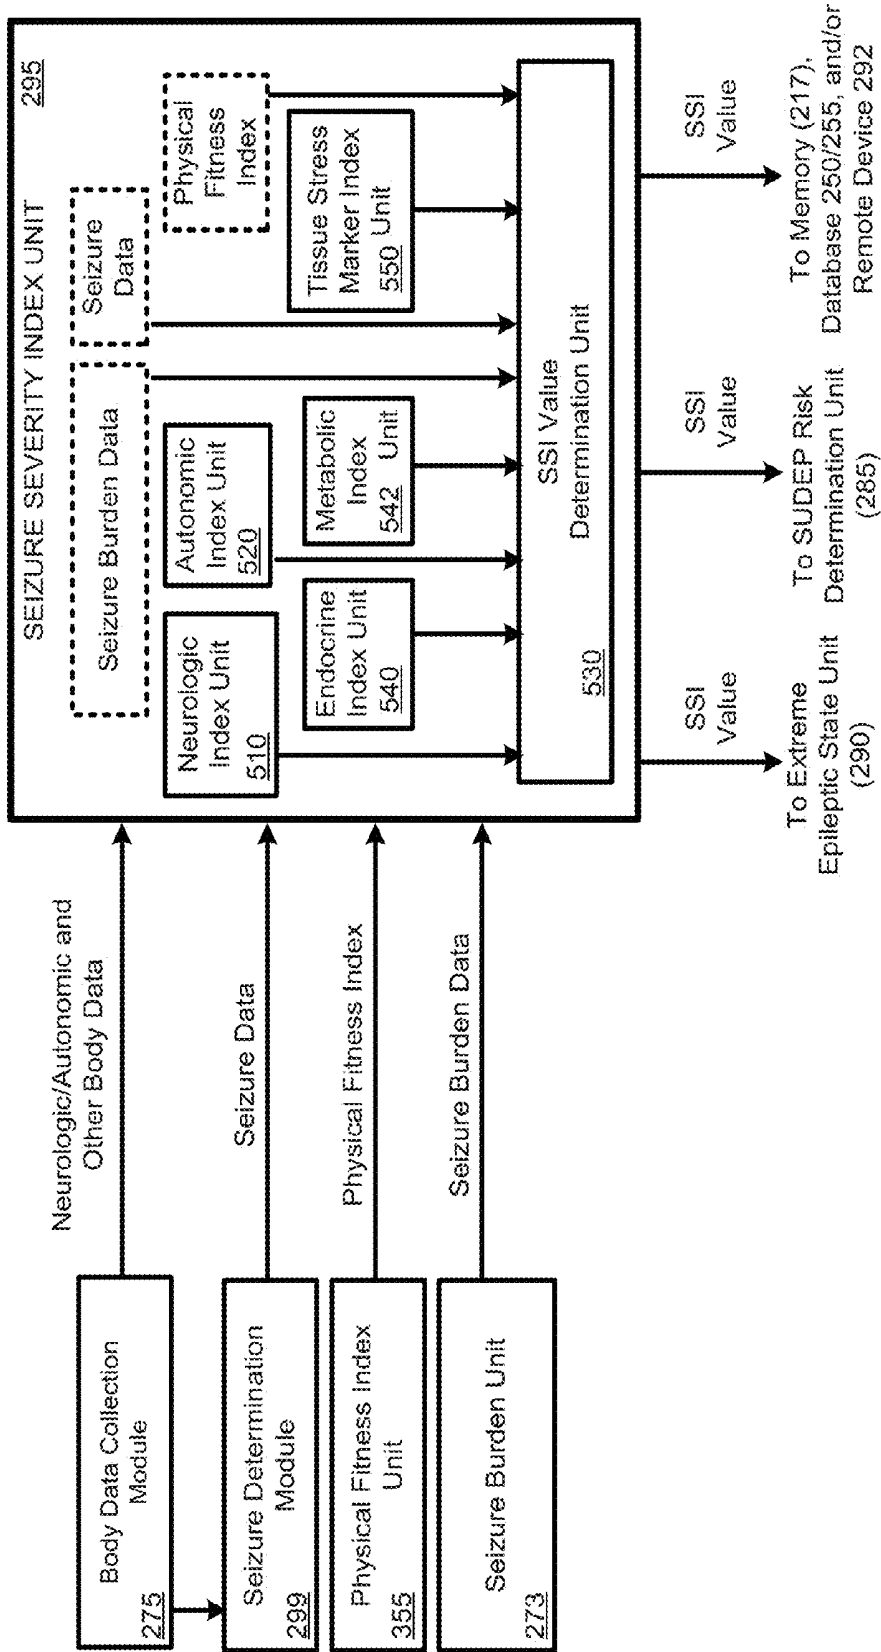 Body Data Collection
Module
275
Seizure Determination
Module
299
Physical Fitness Index
Unit
355
Seizure Burden Unit
273
Neurologic/Autonomic and
Other Body Data
Seizure Data
Physical Fitness Index
Seizure Burden Data
SEIZURE SEVERITY INDEX UNIT
295
Seizure Burden Data
Seizure
Data
Neurologic
Index Unit
510
Autonomic
Index Unit
520
Physical
Fitness
Index
Endocrine
Index Unit
540
Metabolic
Index
542 Unit
Tissue Stress
Marker Index
Unit
550
SSI Value
Determination Unit
530
SSI
Value
SSI
Value
SSI
Value
To Extreme
Epileptic State Unit
(290)
To SUDEP Risk
Determination Unit
(285)
To Memory (217),
Database 250/255, and/or
Remote Device 292